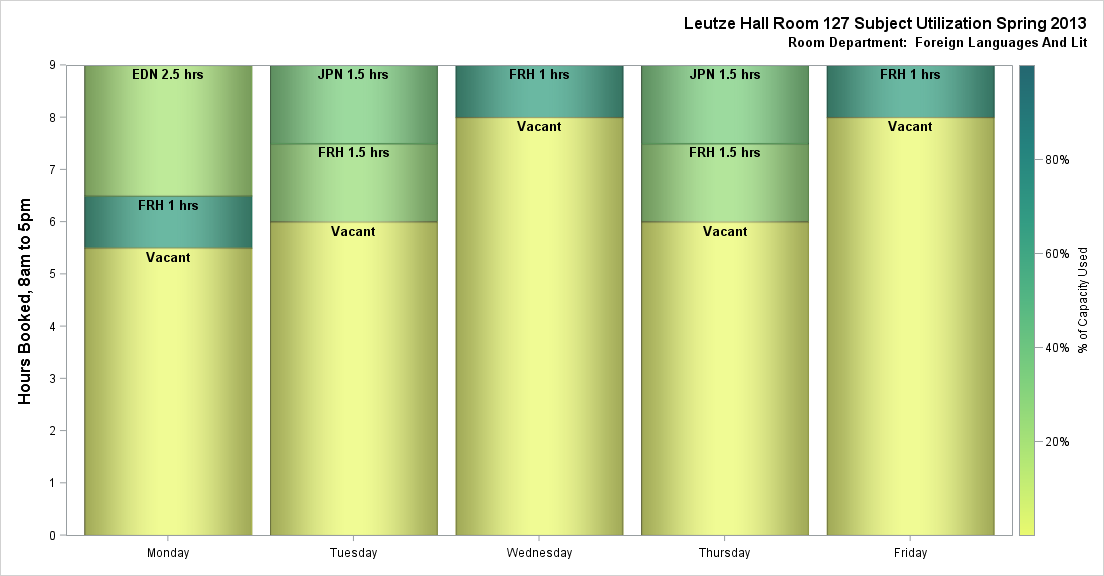 Leutze Hall Room 127 Subject Utilization Spring 2013
Room Department: Foreign Languages And Lit
Hours Booked, 8am to 5pm
9
8
7
6
5
4
3
2
1
0
EDN 2.5 hrs
FRH 1 hrs
Vacant
JPN 1.5 hrs
FRH 1.5 hrs
Vacant
FRH 1 hrs
Vacant
JPN 1.5 hrs
FRH 1.5 hrs
Vacant
FRH 1 hrs
Vacant
Monday
Tuesday
Wednesday
Thursday
Friday
80%
60%
40%
20%
% of Capacity Used